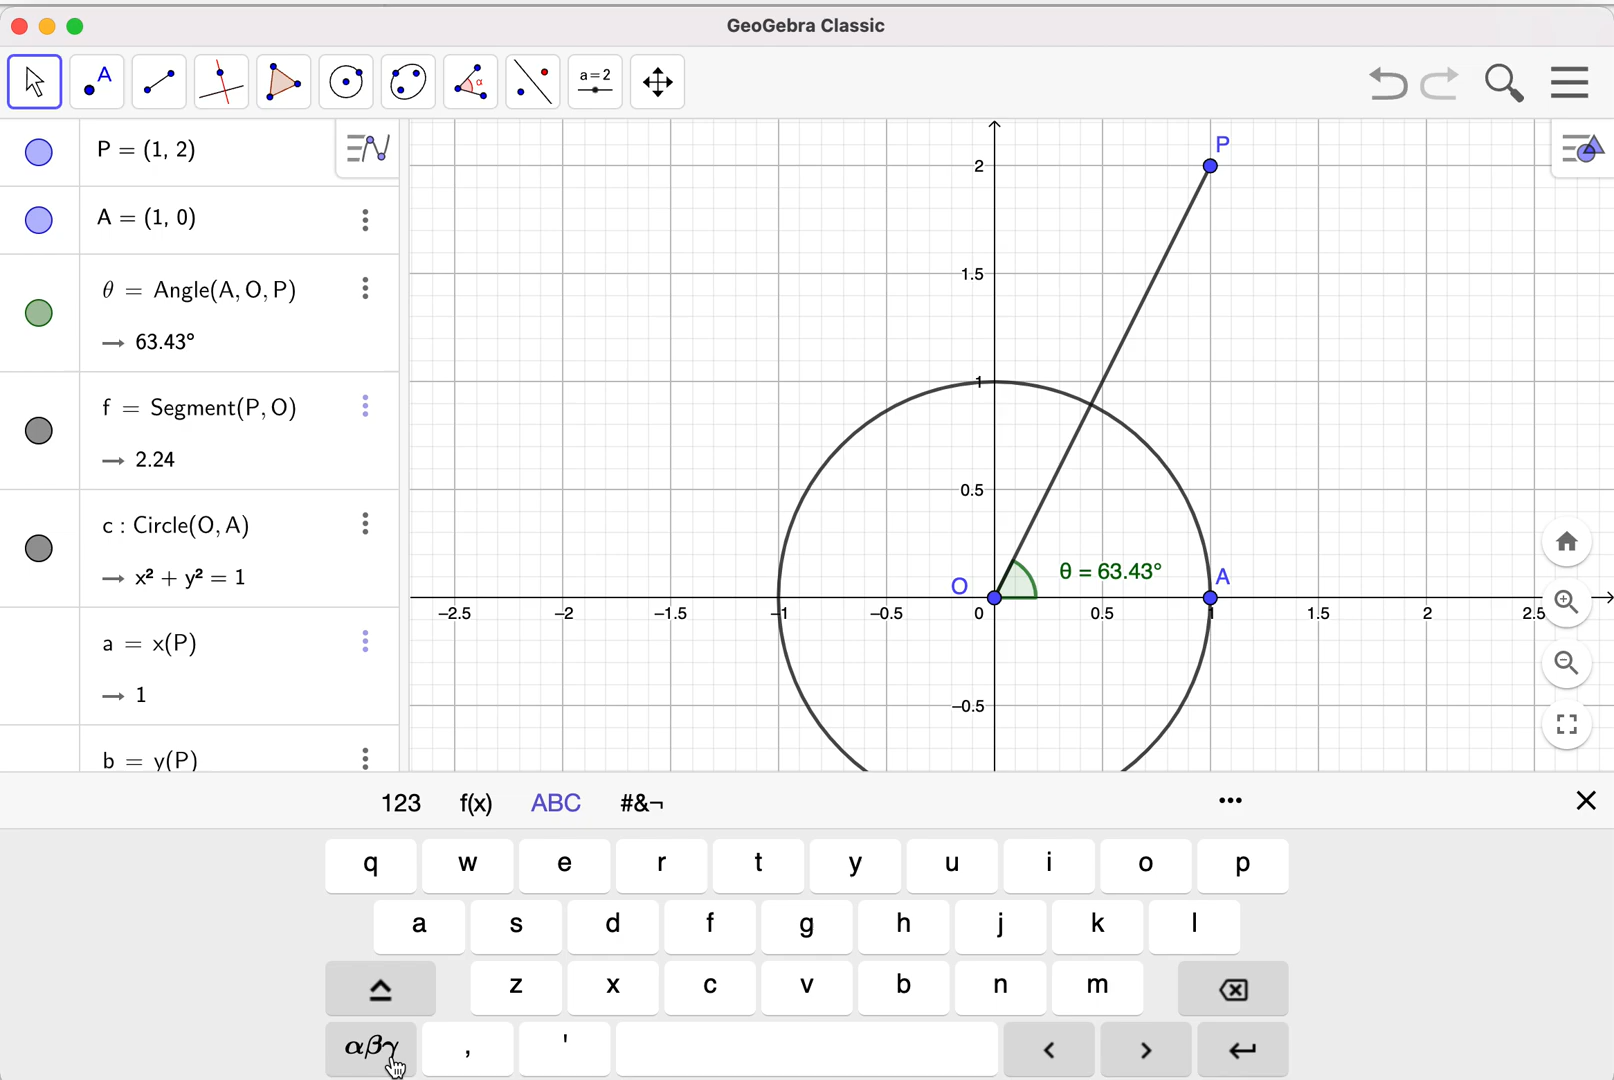 GeoGebra Classic
A
α
a=2
P = (1, 2)
A = (1, 0)
θ = Angle(A, O, P)
→ 63.43°
f = Segment(P, O)
→ 2.24
c : Circle(O, A)
→ x² + y² = 1
a = x(P)
→ 1
b = y(P)
P
2
1.5
1
0.5
O
θ = 63.43°
A
–2.5 –2 –1.5 –1 –0.5 0 0.5 1 1.5 2 2.5
–0.5
123 f(x) ABC #&¬ ...
q w e r t y u i o p
a s d f g h j k l
z x c v b n m
αβγ , ' < >